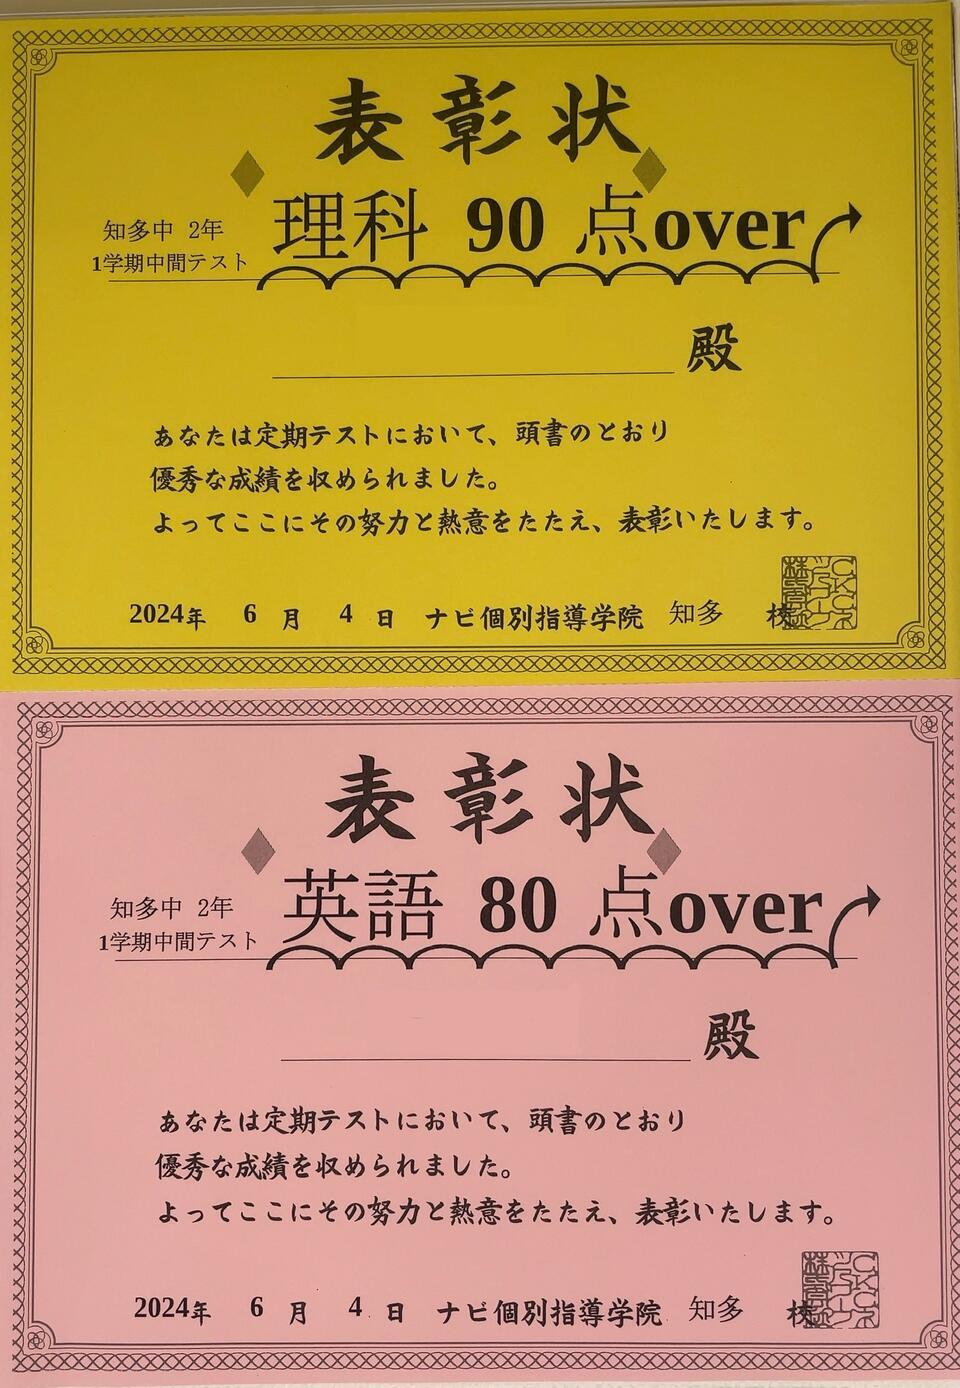 表彰状
知多中 2年
理科 90 点over
1学期中間テスト
殿
あなたは定期テストにおいて、頭書のとおり
優秀な成績を収められました。
よってここにその努力と熱意をたたえ、表彰いたします。
2024年 6 月 4 日 ナビ個別指導学院 知多 校
表彰状
知多中 2年
英語 80 点over
1学期中間テスト
殿
あなたは定期テストにおいて、頭書のとおり
優秀な成績を収められました。
よってここにその努力と熱意をたたえ、表彰いたします。
2024年 6 月 4 日 ナビ個別指導学院 知多 校